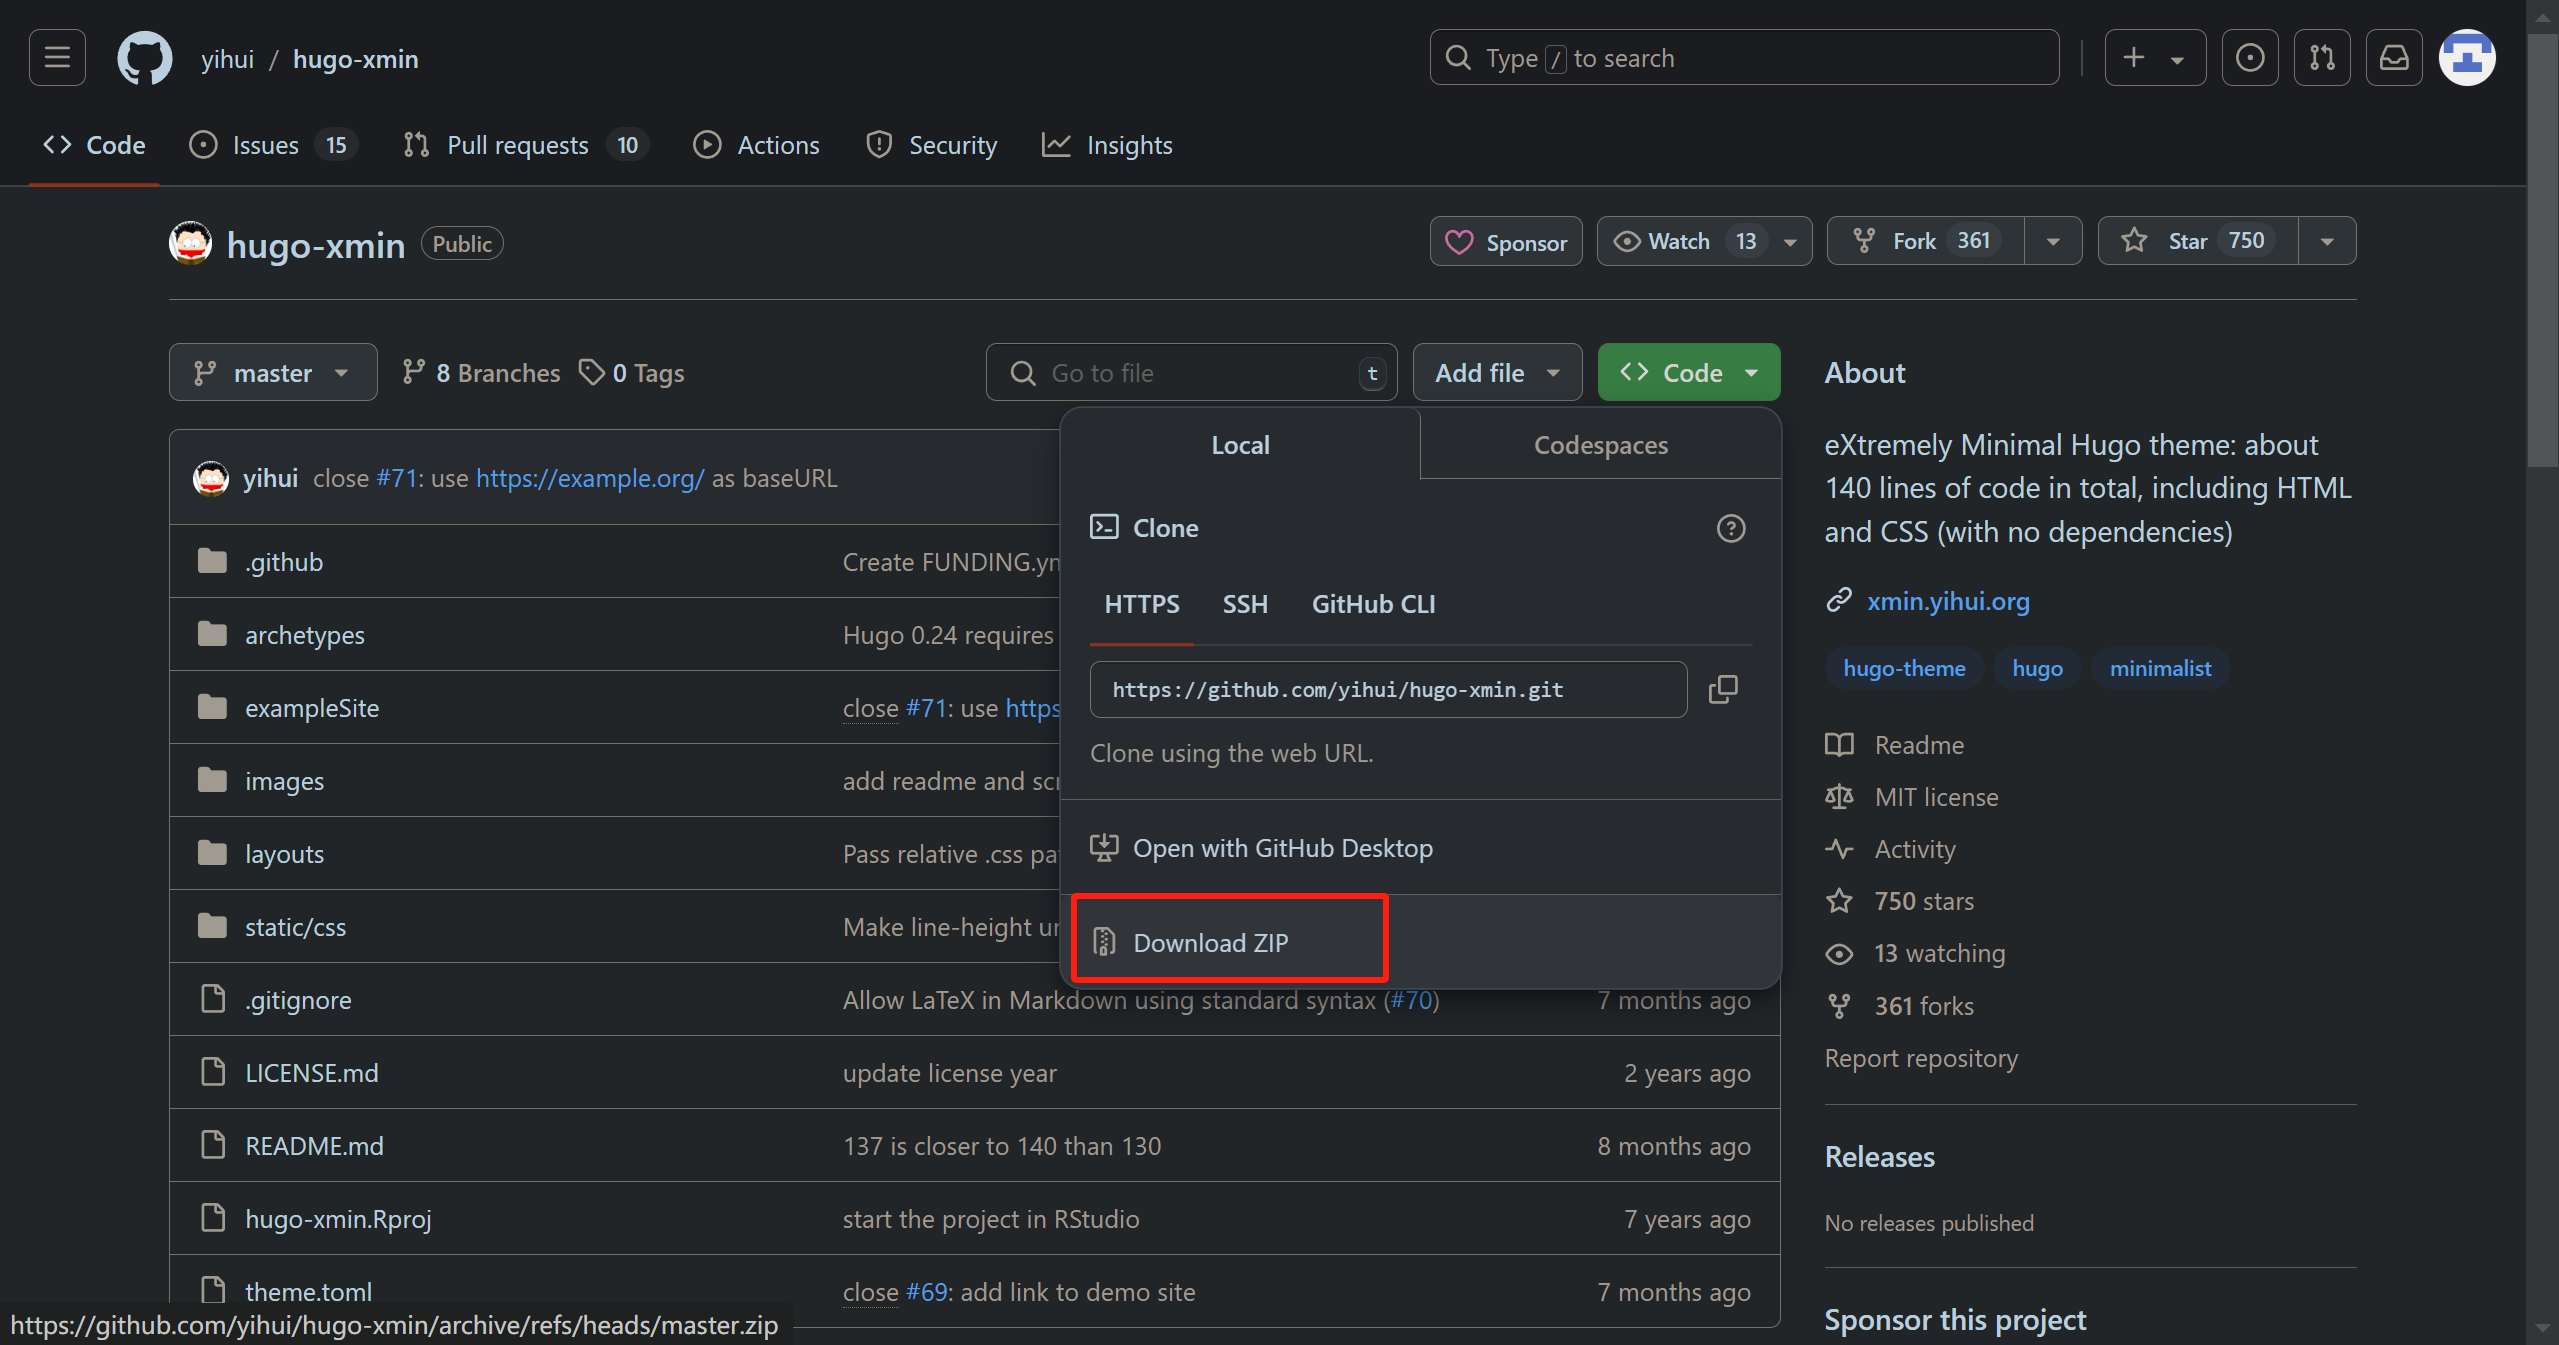 yihui / hugo-xmin
Type / to search
Code
Issues 15
Pull requests 10
Actions
Security
Insights
hugo-xmin Public
Sponsor
Watch 13
Fork 361
Star 750
master
8 Branches
0 Tags
Go to file t
Add file
Code
Local
Codespaces
Clone
HTTPS SSH GitHub CLI
https://github.com/yihui/hugo-xmin.git
Clone using the web URL.
Open with GitHub Desktop
Download ZIP
yihui close #71: use https://example.org/ as baseURL
.github Create FUNDING.ym
archetypes Hugo 0.24 requires
exampleSite close #71: use https
images add readme and scr
layouts Pass relative .css pa
static/css Make line-height un
.gitignore Allow LaTeX in Markdown using standard syntax (#70) 7 months ago
LICENSE.md update license year 2 years ago
README.md 137 is closer to 140 than 130 8 months ago
hugo-xmin.Rproj start the project in RStudio 7 years ago
theme.toml close #69: add link to demo site 7 months ago
https://github.com/yihui/hugo-xmin/archive/refs/heads/master.zip
About
eXtremely Minimal Hugo theme: about
140 lines of code in total, including HTML
and CSS (with no dependencies)
xmin.yihui.org
hugo-theme hugo minimalist
Readme
MIT license
Activity
750 stars
13 watching
361 forks
Report repository
Releases
No releases published
Sponsor this project